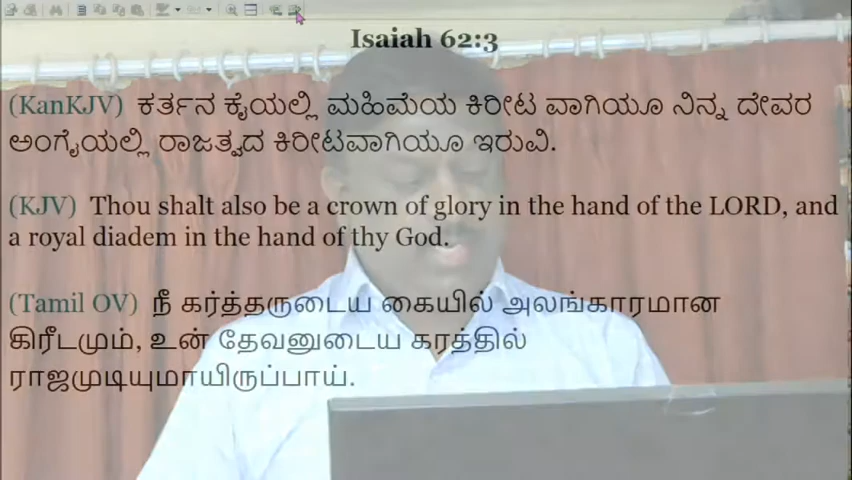 Isaiah 62:3
(KanKJV) ಕರ್ತನ ಕೈಯಲ್ಲಿ ಮಹಿಮೆಯ ಕಿರೀಟ ವಾಗಿಯೂ ನಿನ್ನ ದೇವರ
ಅಂಗೈಯಲ್ಲಿ ರಾಜತ್ವದ ಕಿರೀಟವಾಗಿಯೂ ಇರುವಿ.
(KJV) Thou shalt also be a crown of glory in the hand of the LORD, and
a royal diadem in the hand of thy God.
(Tamil OV) நீ கர்த்தருடைய கையில் அலங்காரமான
கிரீடமும், உன் தேவனுடைய கரத்தில்
ராஜமுடியுமாயிருப்பாய்.